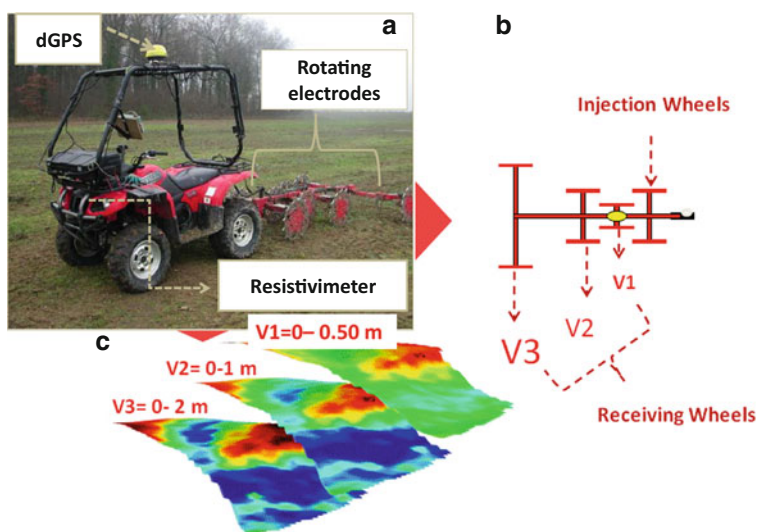 a
dGPS
Rotating
electrodes
Resistivimeter
b
Injection Wheels
V1
V2
V3
Receiving Wheels
c
V1=0– 0.50 m
V2= 0-1 m
V3= 0- 2 m